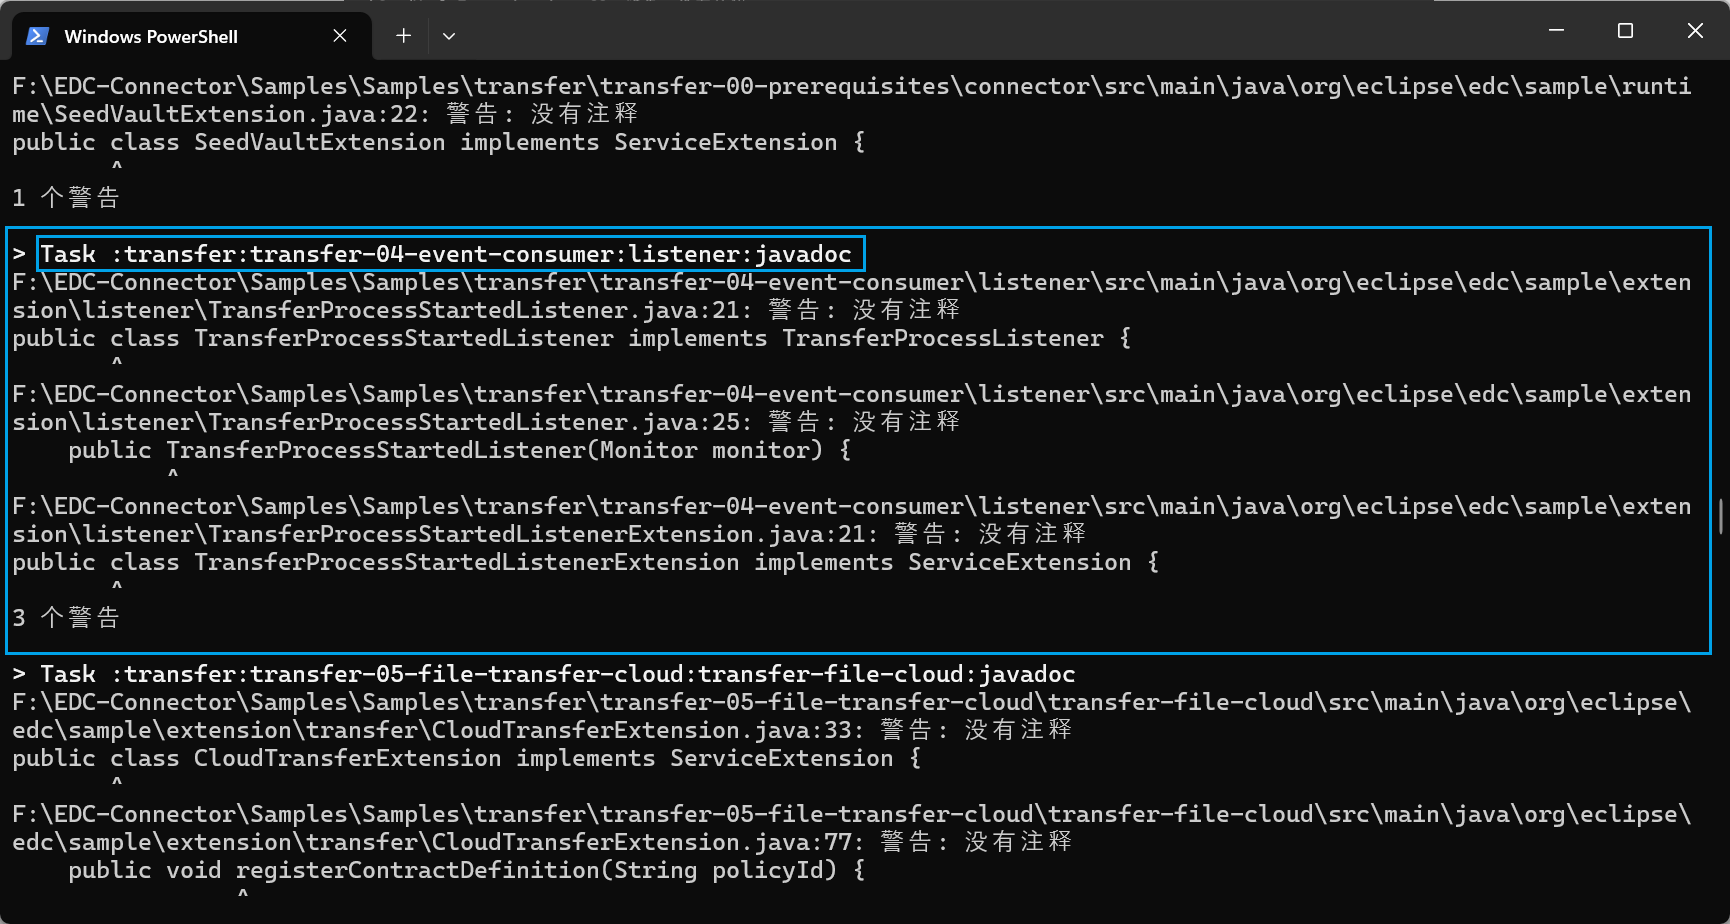 Windows PowerShell
F:\EDC-Connector\Samples\Samples\transfer\transfer-00-prerequisites\connector\src\main\java\org\eclipse\edc\sample\runti
me\SeedVaultExtension.java:22: 警告: 没有注释
public class SeedVaultExtension implements ServiceExtension {
^
1 个警告
> Task :transfer:transfer-04-event-consumer:listener:javadoc
F:\EDC-Connector\Samples\Samples\transfer\transfer-04-event-consumer\listener\src\main\java\org\eclipse\edc\sample\exten
sion\listener\TransferProcessStartedListener.java:21: 警告: 没有注释
public class TransferProcessStartedListener implements TransferProcessListener {
^
F:\EDC-Connector\Samples\Samples\transfer\transfer-04-event-consumer\listener\src\main\java\org\eclipse\edc\sample\exten
sion\listener\TransferProcessStartedListener.java:25: 警告: 没有注释
public TransferProcessStartedListener(Monitor monitor) {
^
F:\EDC-Connector\Samples\Samples\transfer\transfer-04-event-consumer\listener\src\main\java\org\eclipse\edc\sample\exten
sion\listener\TransferProcessStartedListenerExtension.java:21: 警告: 没有注释
public class TransferProcessStartedListenerExtension implements ServiceExtension {
^
3 个警告
> Task :transfer:transfer-05-file-transfer-cloud:transfer-file-cloud:javadoc
F:\EDC-Connector\Samples\Samples\transfer\transfer-05-file-transfer-cloud\transfer-file-cloud\src\main\java\org\eclipse\
edc\sample\extension\transfer\CloudTransferExtension.java:33: 警告: 没有注释
public class CloudTransferExtension implements ServiceExtension {
^
F:\EDC-Connector\Samples\Samples\transfer\transfer-05-file-transfer-cloud\transfer-file-cloud\src\main\java\org\eclipse\
edc\sample\extension\transfer\CloudTransferExtension.java:77: 警告: 没有注释
public void registerContractDefinition(String policyId) {
^